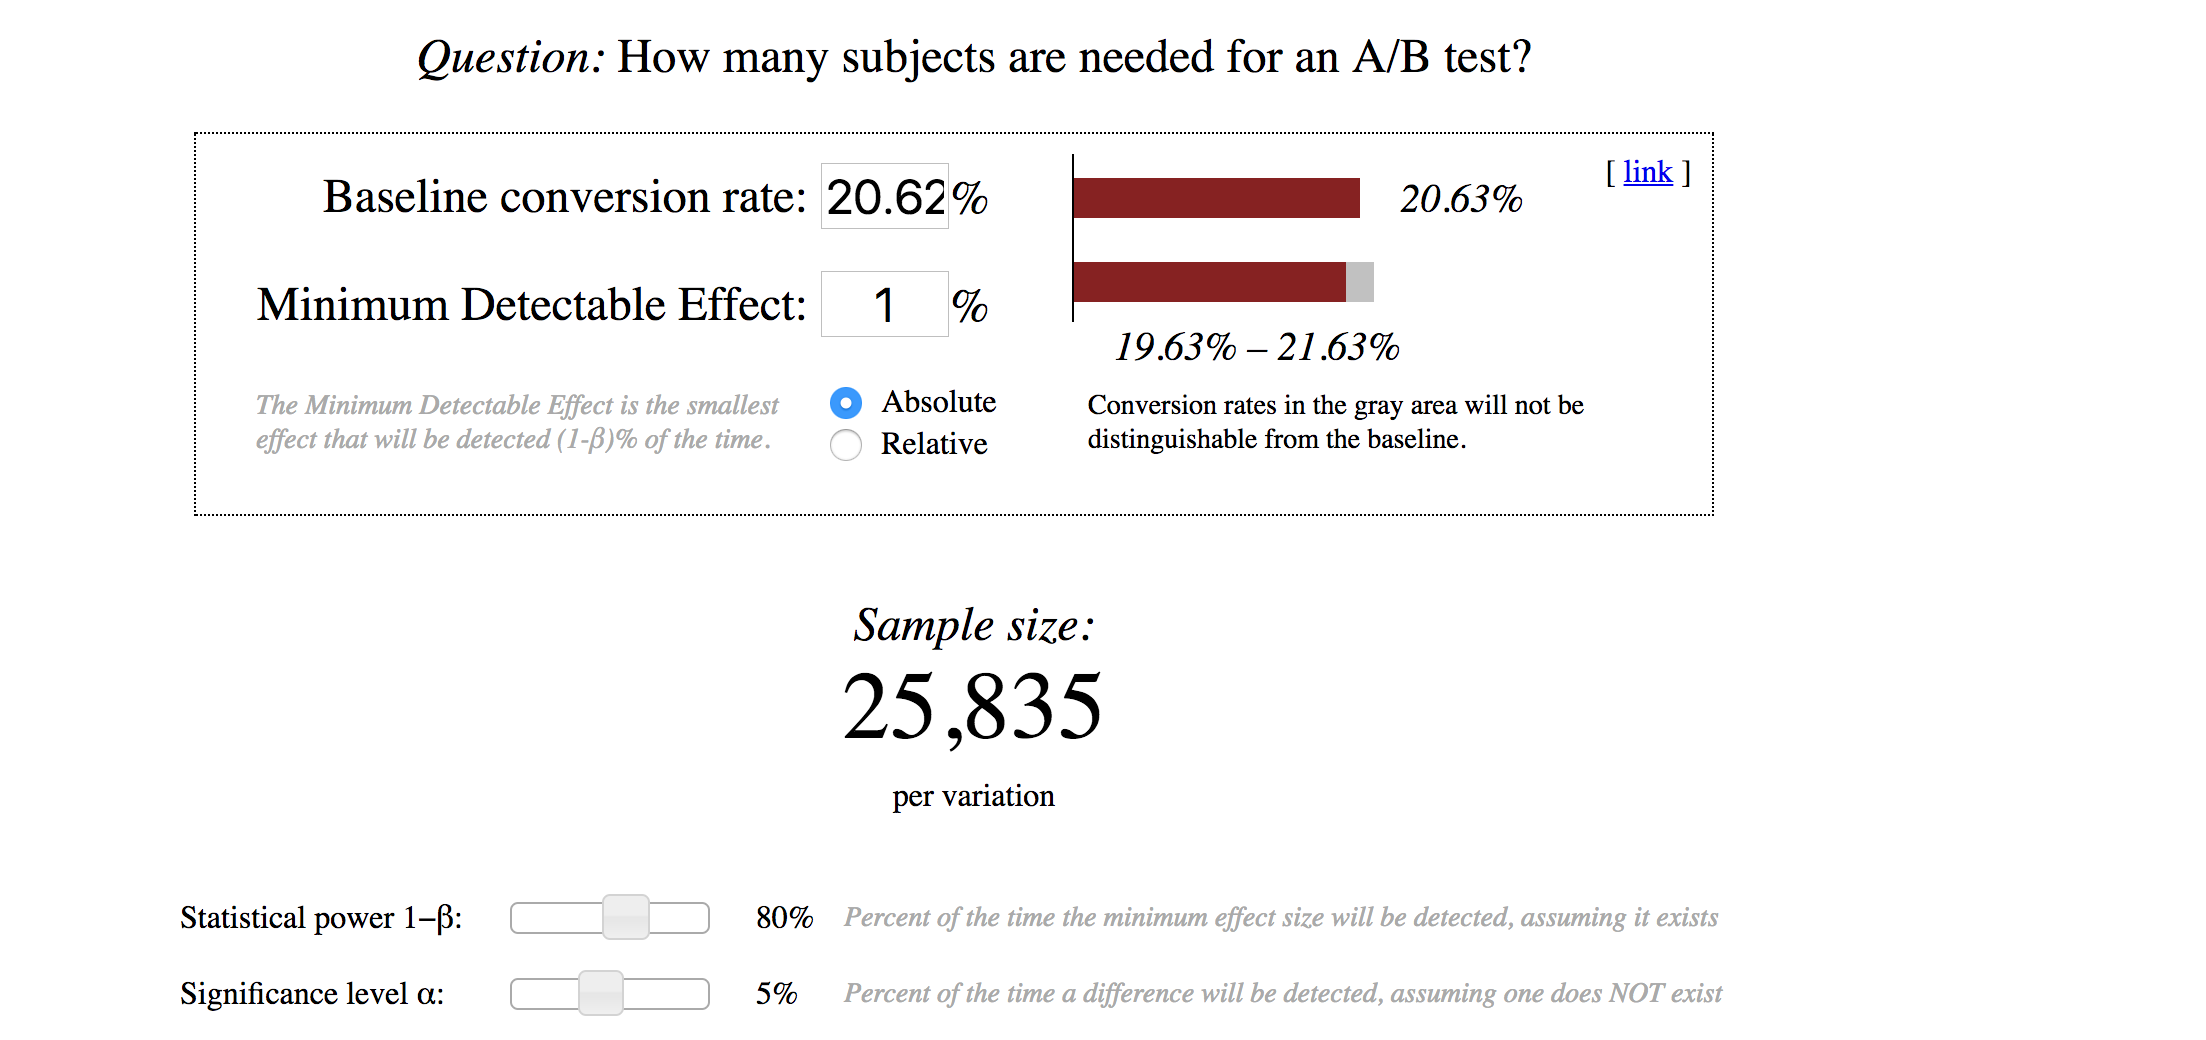 Question: How many subjects are needed for an A/B test?
Baseline conversion rate: 20.62%
20.63%
[ link ]
Minimum Detectable Effect: 1 %
19.63% – 21.63%
The Minimum Detectable Effect is the smallest
effect that will be detected (1-β)% of the time.
Absolute
Relative
Conversion rates in the gray area will not be
distinguishable from the baseline.
Sample size:
25,835
per variation
Statistical power 1–β: 80% Percent of the time the minimum effect size will be detected, assuming it exists
Significance level α: 5% Percent of the time a difference will be detected, assuming one does NOT exist